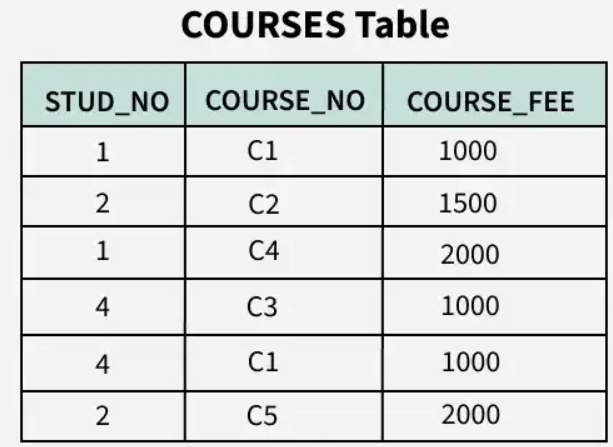 COURSES Table
STUD_NO COURSE_NO COURSE_FEE
1 C1 1000
2 C2 1500
1 C4 2000
4 C3 1000
4 C1 1000
2 C5 2000